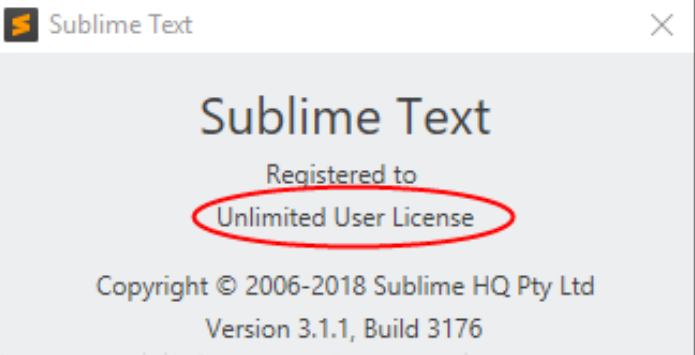 Sublime Text
Sublime Text
Registered to
Unlimited User License
Copyright © 2006-2018 Sublime HQ Pty Ltd
Version 3.1.1, Build 3176